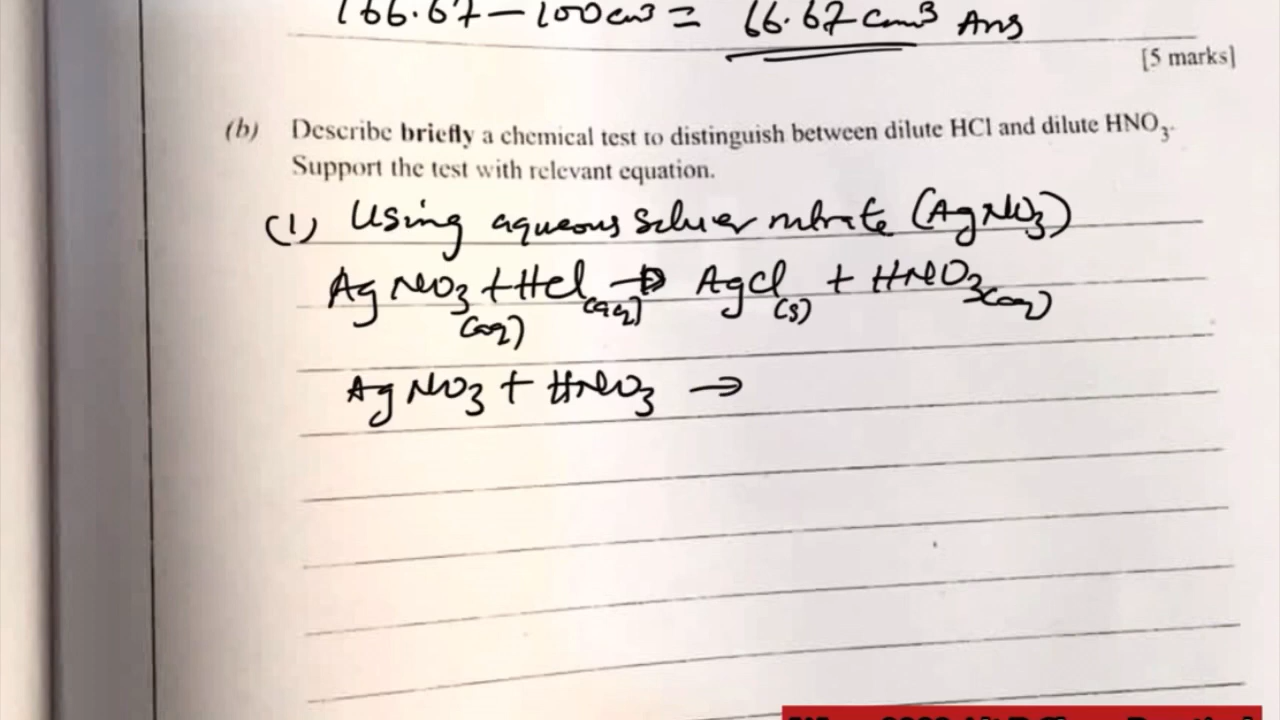 166.67 - 100cm³ = 66.67 cm³ Ans
[5 marks]
(b) Describe briefly a chemical test to distinguish between dilute HCl and dilute HNO₃.
Support the test with relevant equation.
(1) Using aqueous Silver nitrate (AgNO₃)
AgNO₃(aq) + HCl(aq) → AgCl(s) + HNO₃(aq)
AgNO₃ + HNO₃ →